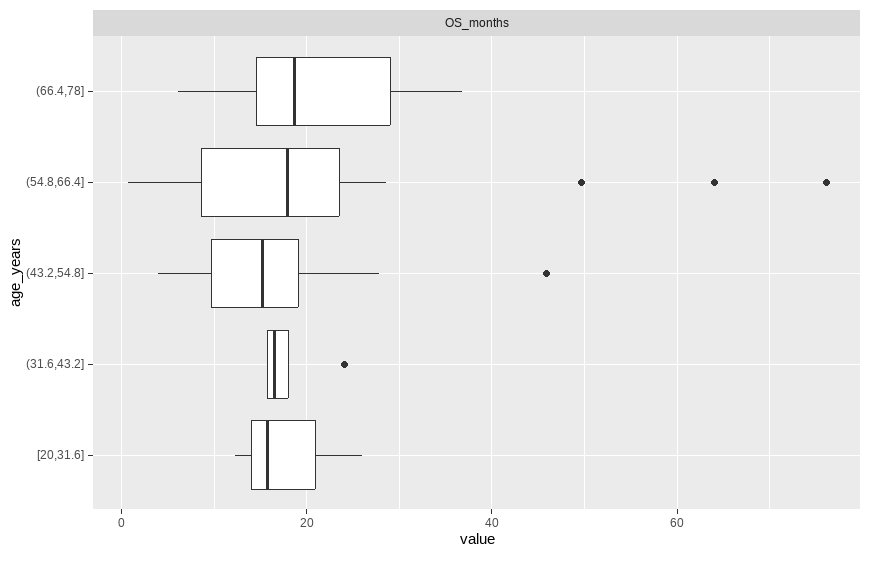 OS_months
(66.4,78]
(54.8,66.4]
(43.2,54.8]
(31.6,43.2]
[20,31.6]
age_years
0 20 40 60
value